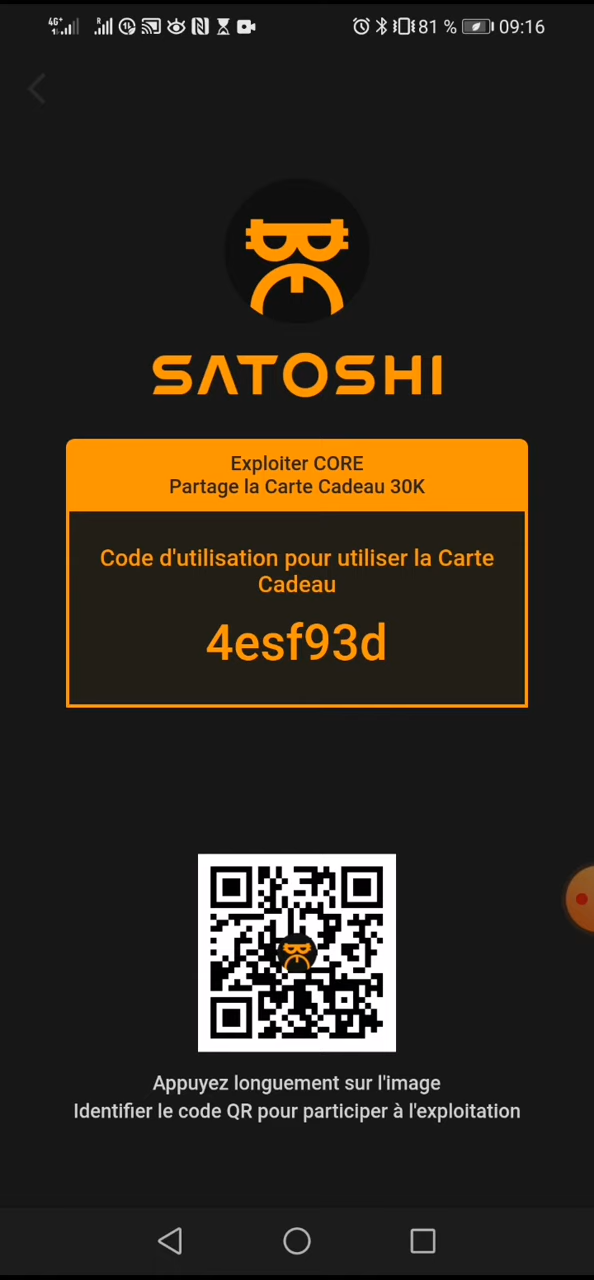 4G+ R 81 % 09:16
SATOSHI
Exploiter CORE
Partage la Carte Cadeau 30K
Code d'utilisation pour utiliser la Carte
Cadeau
4esf93d
Appuyez longuement sur l'image
Identifier le code QR pour participer à l'exploitation